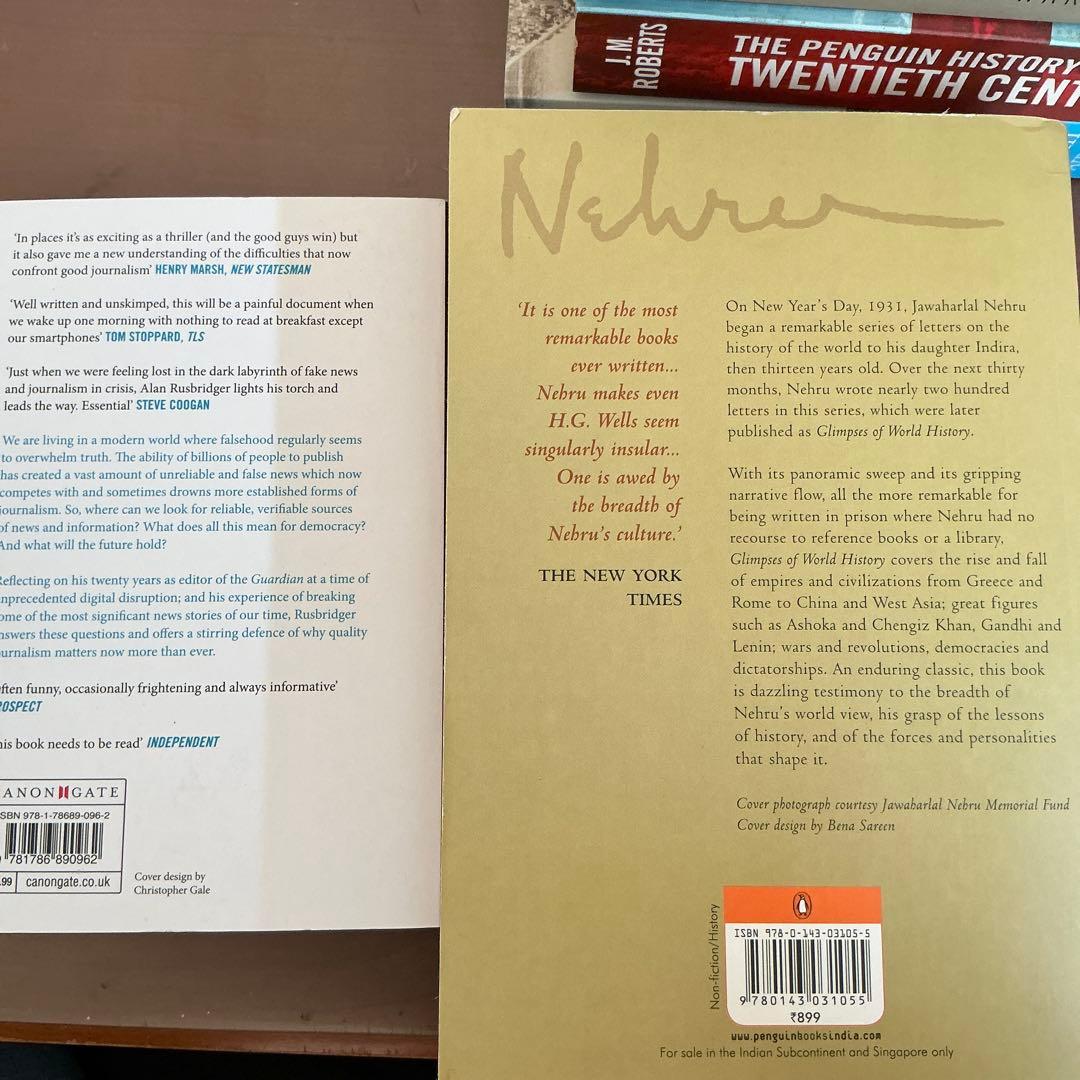 J. M.
ROBERTS
THE PENGUIN HISTORY
TWENTIETH CENT
'In places it's as exciting as a thriller (and the good guys win) but
it also gave me a new understanding of the difficulties that now
confront good journalism' HENRY MARSH, NEW STATESMAN
'Well written and unskimped, this will be a painful document when
we wake up one morning with nothing to read at breakfast except
our smartphones' TOM STOPPARD, TLS
'Just when we were feeling lost in the dark labyrinth of fake news
and journalism in crisis, Alan Rusbridger lights his torch and
leads the way. Essential' STEVE COOGAN
We are living in a modern world where falsehood regularly seems
to overwhelm truth. The ability of billions of people to publish
has created a vast amount of unreliable and false news which now
competes with and sometimes drowns more established forms of
journalism. So, where can we look for reliable, verifiable sources
of news and information? What does all this mean for democracy?
And what will the future hold?
Reflecting on his twenty years as editor of the Guardian at a time of
nprecedented digital disruption; and his experience of breaking
ome of the most significant news stories of our time, Rusbridger
nswers these questions and offers a stirring defence of why quality
urnalism matters now more than ever.
ften funny, occasionally frightening and always informative'
OSPECT
his book needs to be read' INDEPENDENT
ANONGATE
SBN 978-1-78689-096-2
781786 890962
.99 canongate.co.uk
Cover design by
Christopher Gale
Nehru
'It is one of the most
remarkable books
ever written...
Nehru makes even
H.G. Wells seem
singularly insular...
One is awed by
the breadth of
Nehru's culture.'
THE NEW YORK
TIMES
On New Year's Day, 1931, Jawaharlal Nehru
began a remarkable series of letters on the
history of the world to his daughter Indira,
then thirteen years old. Over the next thirty
months, Nehru wrote nearly two hundred
letters in this series, which were later
published as Glimpses of World History.
With its panoramic sweep and its gripping
narrative flow, all the more remarkable for
being written in prison where Nehru had no
recourse to reference books or a library,
Glimpses of World History covers the rise and fall
of empires and civilizations from Greece and
Rome to China and West Asia; great figures
such as Ashoka and Chengiz Khan, Gandhi and
Lenin; wars and revolutions, democracies and
dictatorships. An enduring classic, this book
is dazzling testimony to the breadth of
Nehru's world view, his grasp of the lessons
of history, and of the forces and personalities
that shape it.
Cover photograph courtesy Jawaharlal Nehru Memorial Fund
Cover design by Bena Sareen
Non-fiction/History
ISBN 978-0-143-03105-5
9 780143 031055
₹899
www.penguinbooksindia.com
For sale in the Indian Subcontinent and Singapore only